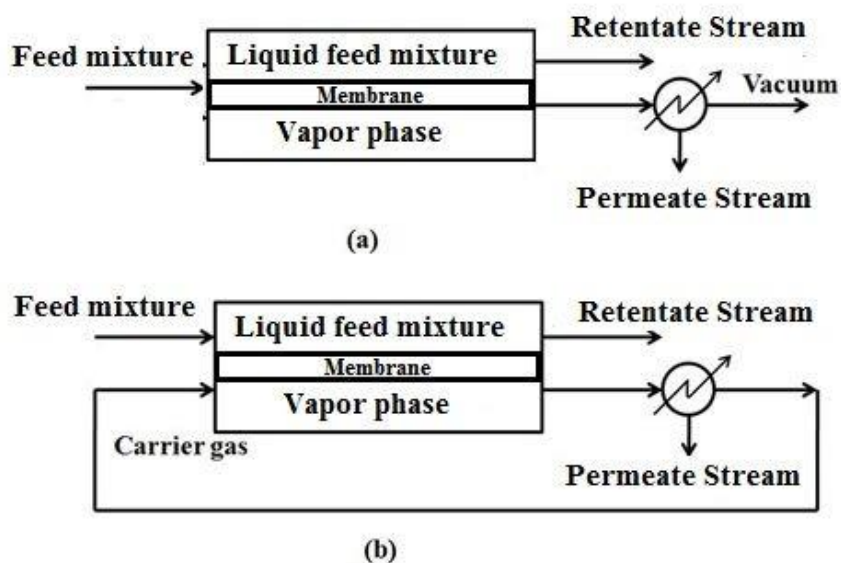 Retentate Stream
Feed mixture
Liquid feed mixture
Membrane
Vacuum
Vapor phase
Permeate Stream
(a)
Feed mixture
Retentate Stream
Liquid feed mixture
Membrane
Vapor phase
Carrier gas
Permeate Stream
(b)